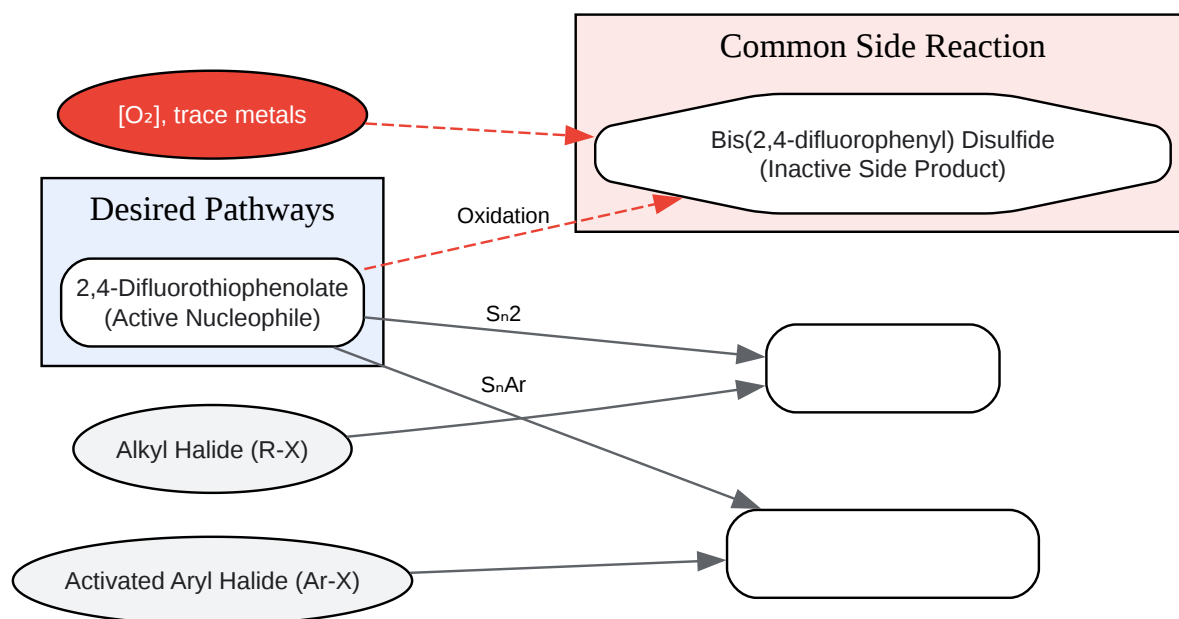 Common Side Reaction
[O₂], trace metals
Bis(2,4-difluorophenyl) Disulfide
(Inactive Side Product)
Desired Pathways
Oxidation
2,4-Difluorothiophenolate
(Active Nucleophile)
Sₙ2
SₙAr
Alkyl Halide (R-X)
Activated Aryl Halide (Ar-X)